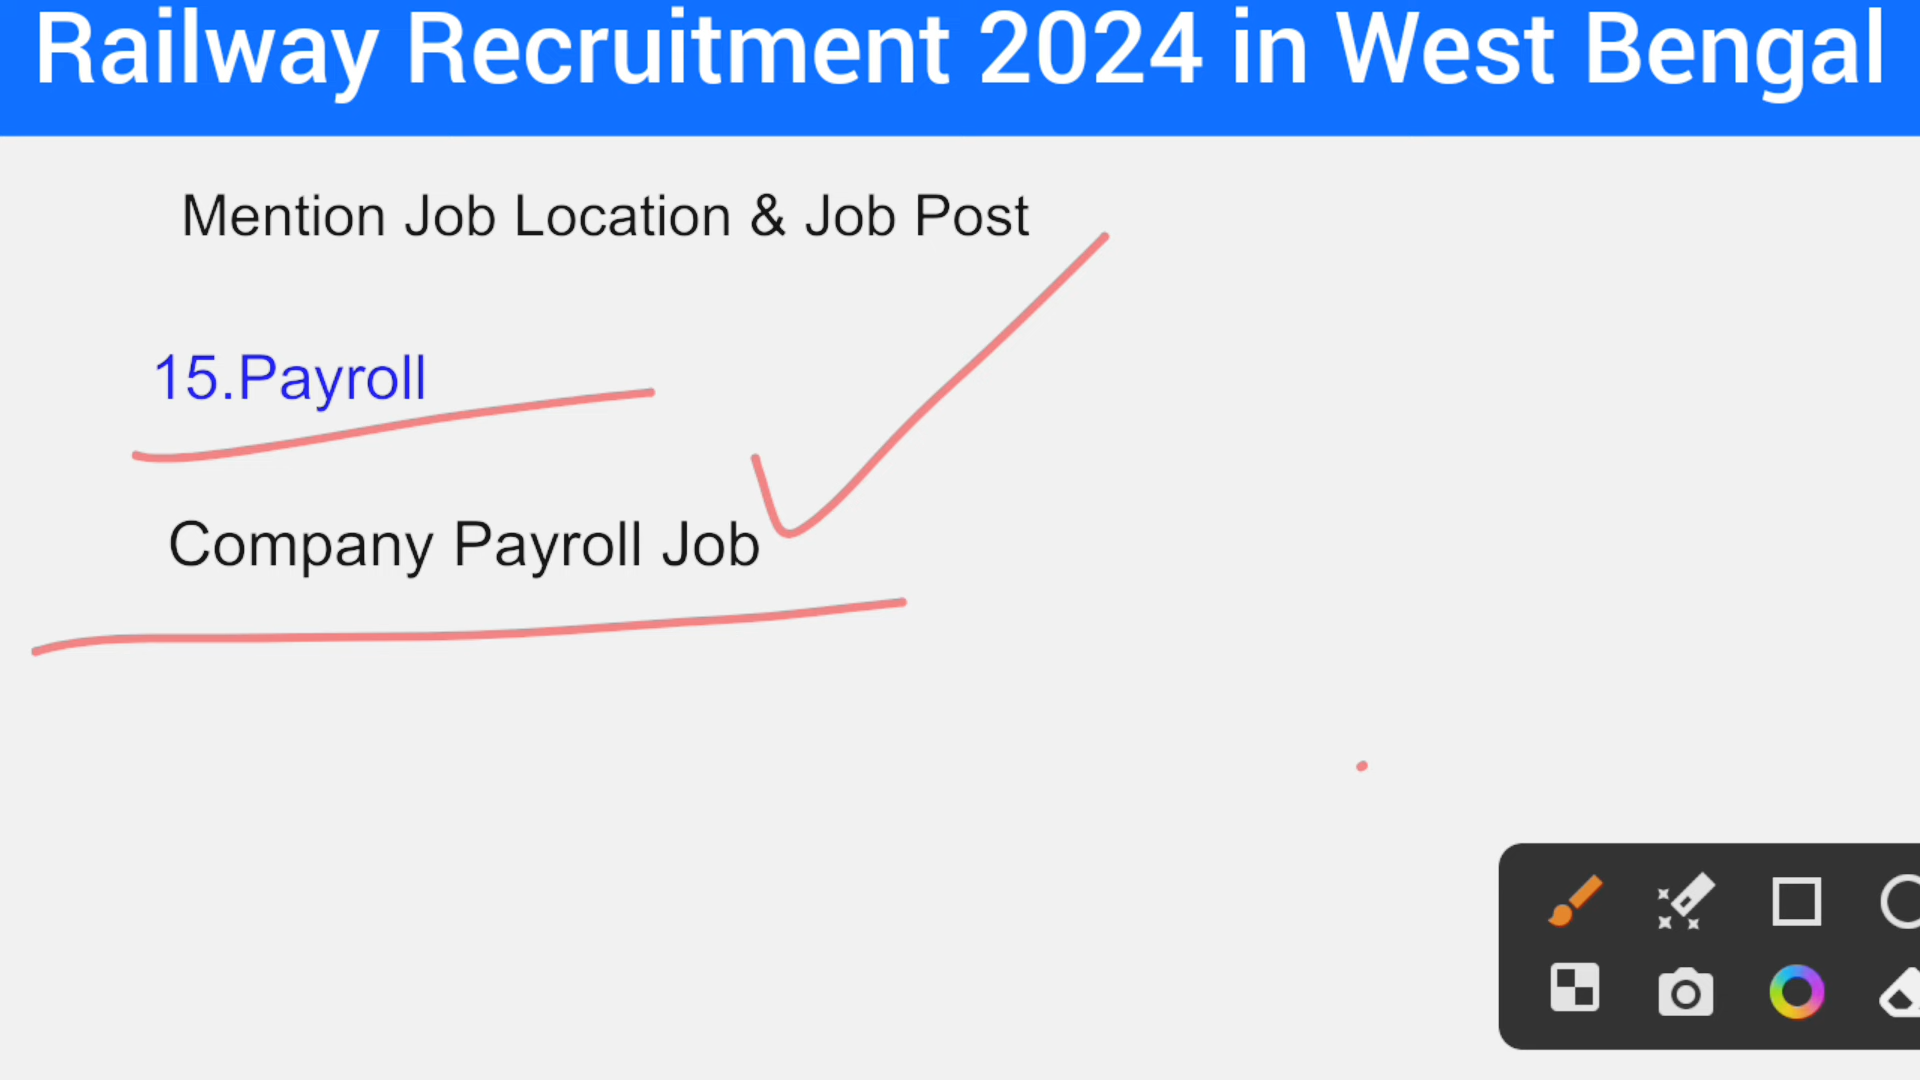 Railway Recruitment 2024 in West Bengal
Mention Job Location & Job Post
15.Payroll
Company Payroll Job